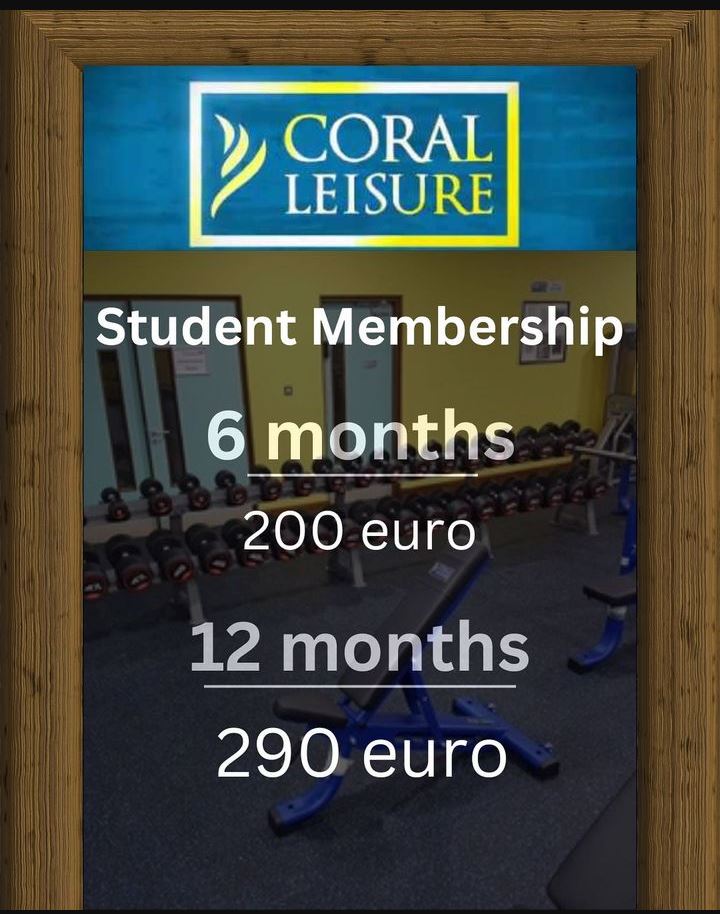 CORAL
LEISURE
Student Membership
6 months
200 euro
12 months
290 euro